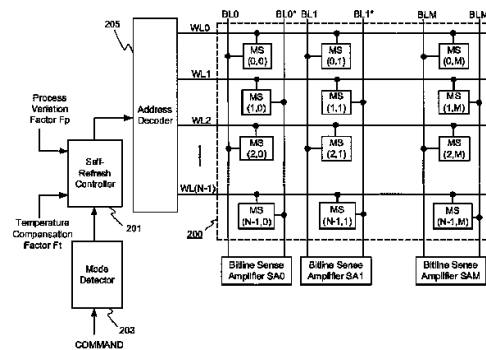 BL0 BL0* BL1 BL1* BLM BLM
205
WL0
MS (0,0)
MS (0,1)
MS (0,M)
WL1
MS (1,0)
MS (1,1)
MS (1,M)
Address Decoder
WL2
MS (2,0)
MS (2,1)
MS (2,M)
Process Variation Factor Fp
Self-Refresh Controller
201
WL(N-1)
MS (N-1,0)
MS (N-1,1)
MS (N-1,M)
200
Temperature Compensation Factor Ft
Bitline Sense Amplifier SA0
Bitline Sense Amplifier SA1
Bitline Sense Amplifier SAM
Mode Detector
203
COMMAND